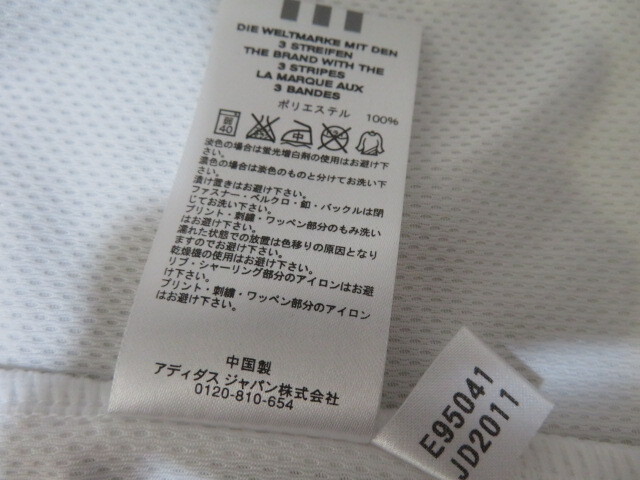 DIE WELTMARKE MIT DEN
3 STREIFEN
THE BRAND WITH THE
3 STRIPES
LA MARQUE AUX
3 BANDES
ポリエステル 100%
弱
40
中
淡色の場合は蛍光増白剤の使用はお避け下
さい。
濃色の場合は淡色のものと分けてお洗い下
さい。
漬け置きはお避け下さい。
ファスナー・ベルクロ・釦・バックルは閉
じてお洗い下さい。
プリント・刺繍・ワッペン部分のもみ洗い
はお避け下さい。
濡れた状態での放置は色移りの原因となり
ますのでお避け下さい。
乾燥機の使用はお避け下さい。
リブ・シャーリング部分のアイロンはお避
け下さい。
プリント・刺繍・ワッペン部分のアイロン
はお避け下さい。
中国製
アディダス ジャパン株式会社
0120-810-654
E95041
JD2011